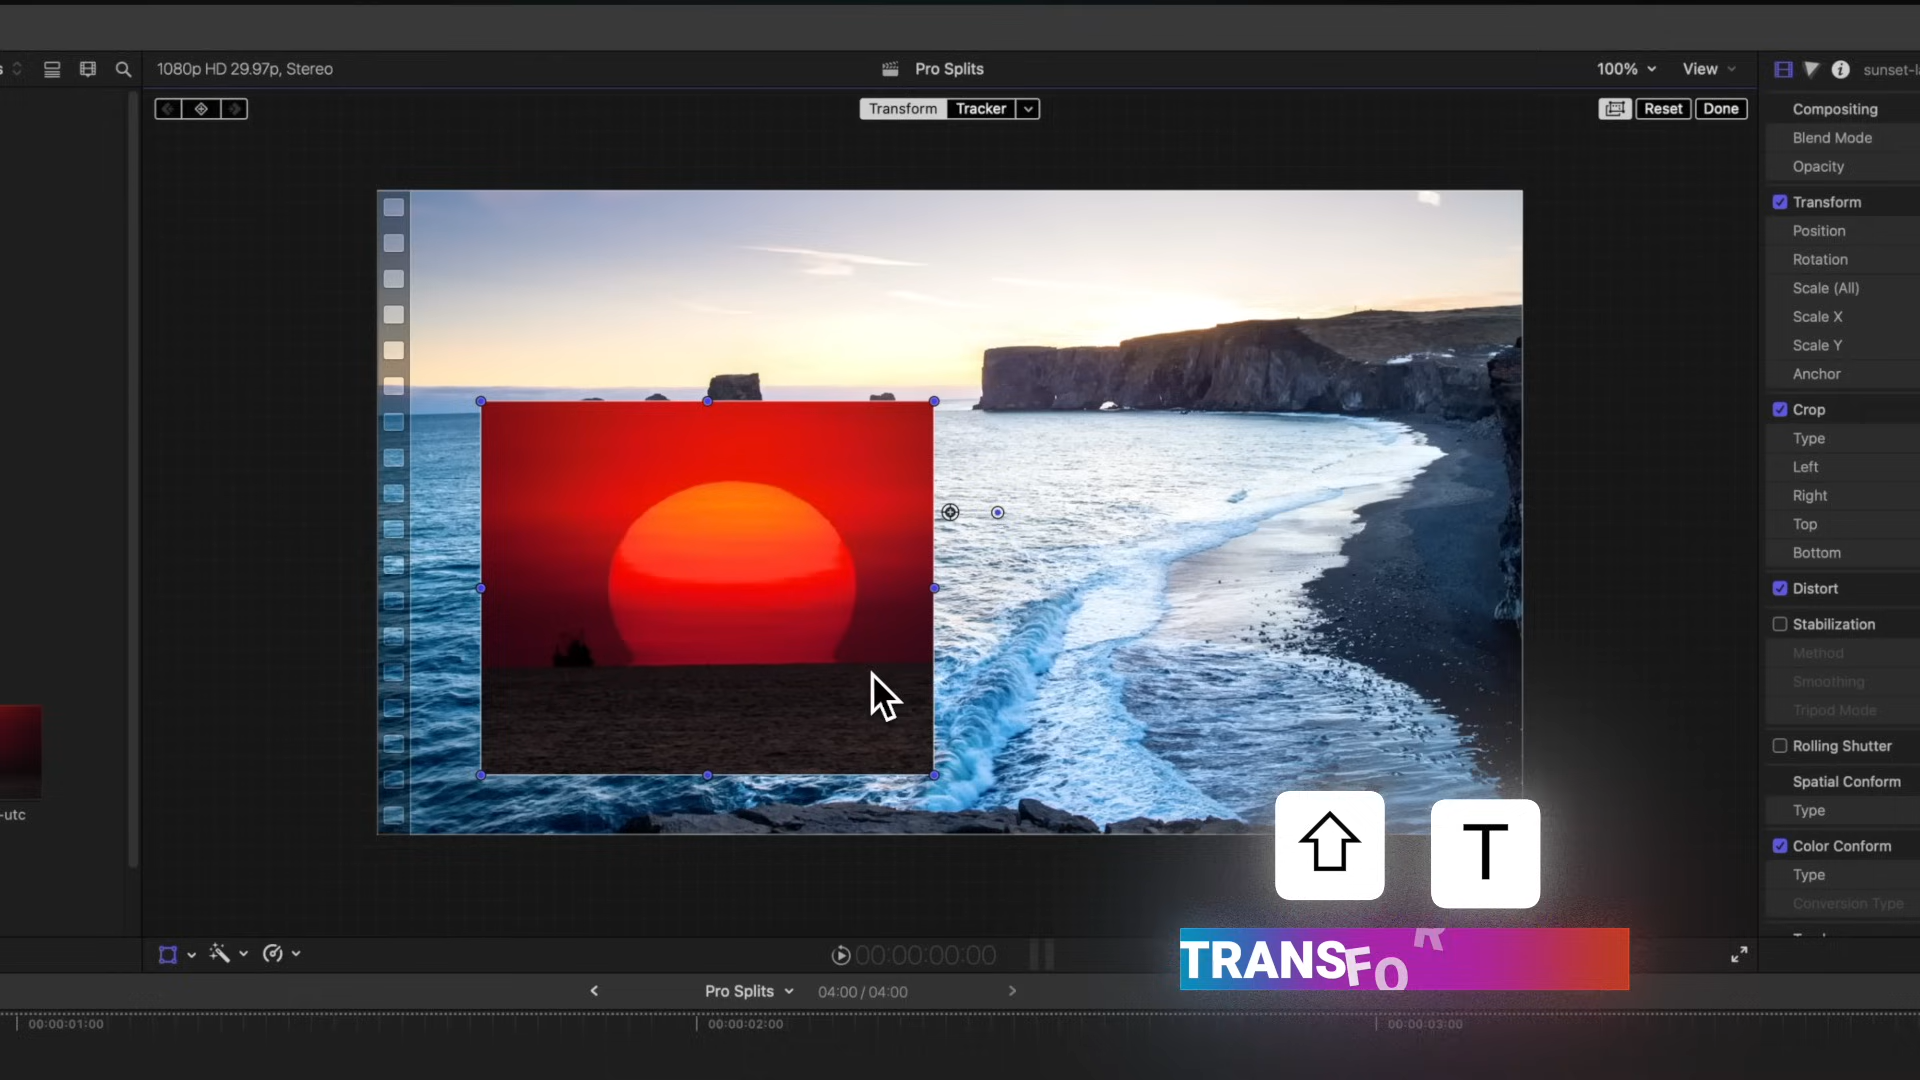 1080p HD 29.97p, Stereo
Pro Splits
100%
View
Transform
Tracker
Reset
Done
Compositing
Blend Mode
Opacity
Transform
Position
Rotation
Scale (All)
Scale X
Scale Y
Anchor
Crop
Type
Left
Right
Top
Bottom
Distort
Stabilization
Method
Smoothing
Tripod Mode
Rolling Shutter
Spatial Conform
Type
Color Conform
Type
Conversion Type
-utc
T
TRANSFOR
00:00:00:00
Pro Splits
04:00 / 04:00
00:00:01:00
00:00:02:00
00:00:03:00